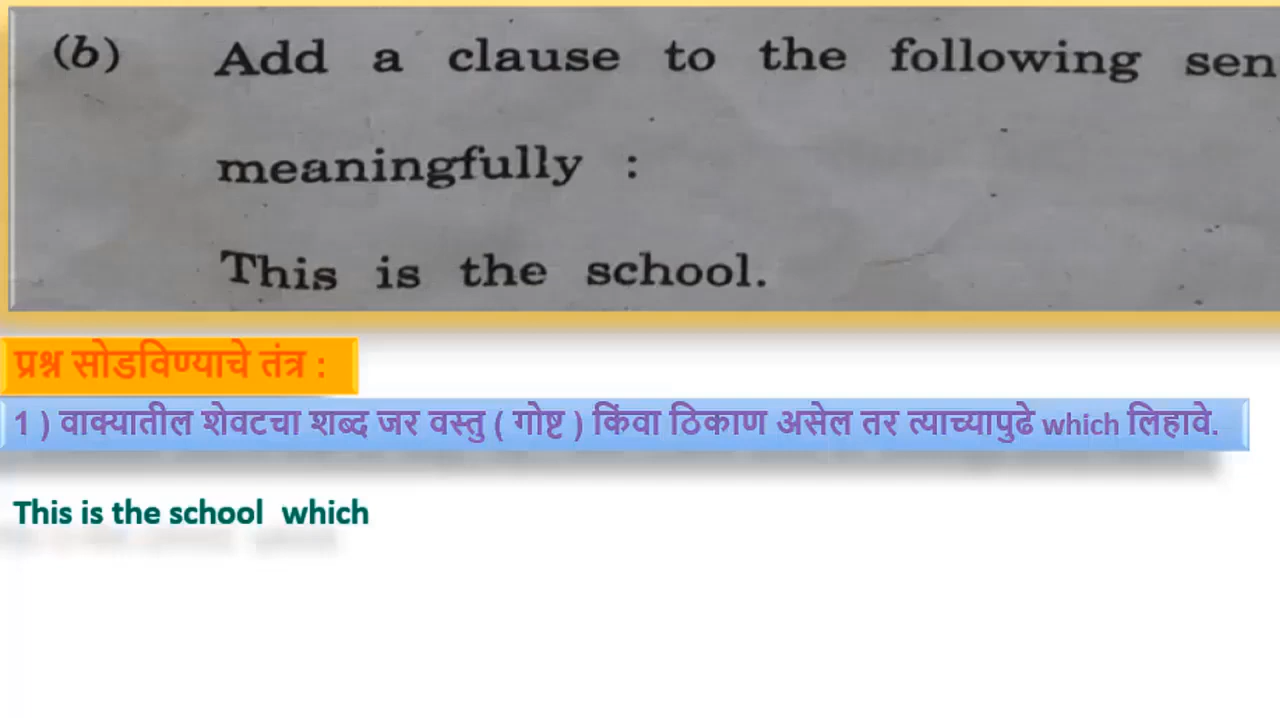 (b) Add a clause to the following sen
meaningfully :
This is the school.
प्रश्न सोडविण्याचे तंत्र :
1 ) वाक्यातील शेवटचा शब्द जर वस्तु ( गोष्ट ) किंवा ठिकाण असेल तर त्याच्यापुढे which लिहावे.
This is the school which